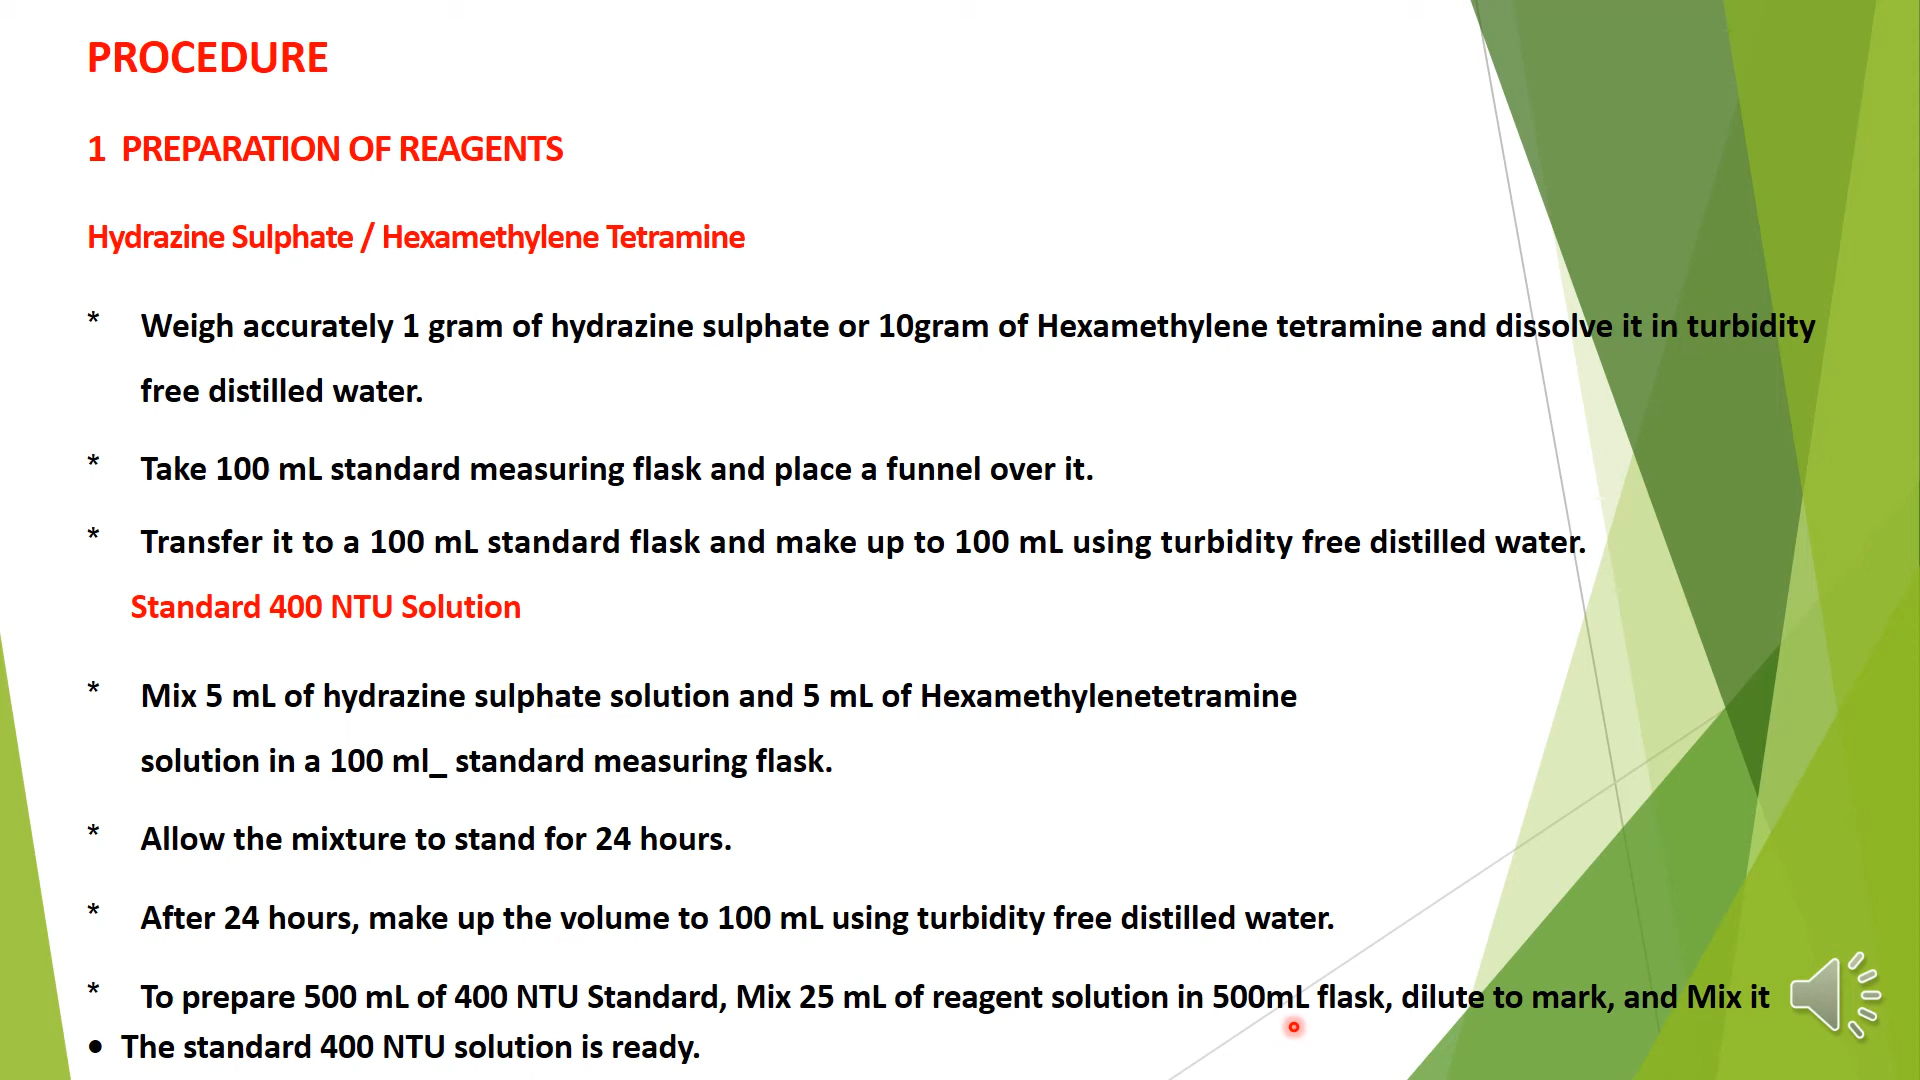 PROCEDURE
1 PREPARATION OF REAGENTS
Hydrazine Sulphate / Hexamethylene Tetramine
* Weigh accurately 1 gram of hydrazine sulphate or 10gram of Hexamethylene tetramine and dissolve it in turbidity
free distilled water.
* Take 100 mL standard measuring flask and place a funnel over it.
* Transfer it to a 100 mL standard flask and make up to 100 mL using turbidity free distilled water.
Standard 400 NTU Solution
* Mix 5 mL of hydrazine sulphate solution and 5 mL of Hexamethylenetetramine
solution in a 100 ml_ standard measuring flask.
* Allow the mixture to stand for 24 hours.
* After 24 hours, make up the volume to 100 mL using turbidity free distilled water.
* To prepare 500 mL of 400 NTU Standard, Mix 25 mL of reagent solution in 500mL flask, dilute to mark, and Mix it
• The standard 400 NTU solution is ready.